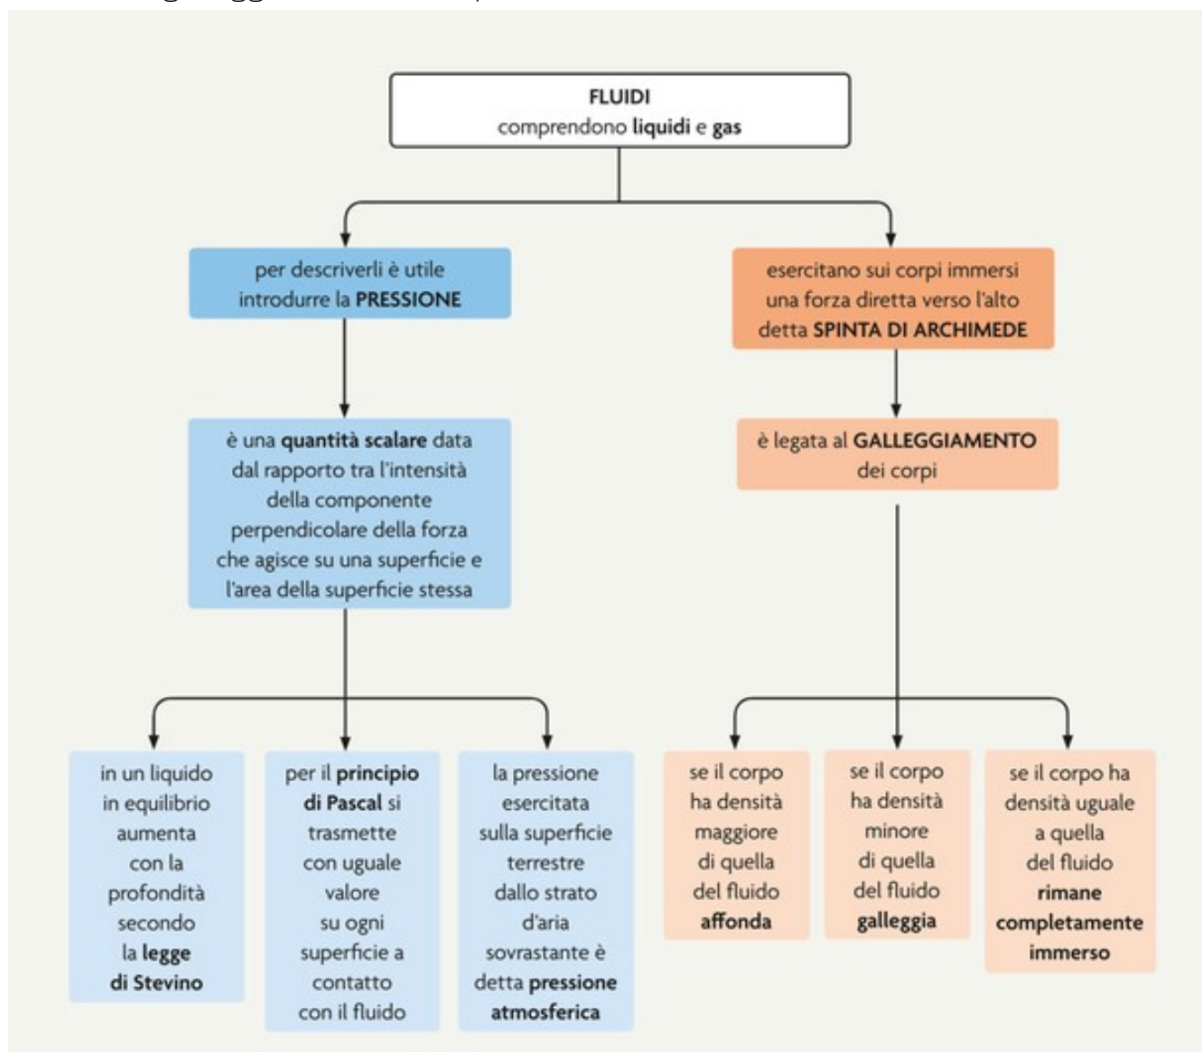 FLUIDI
comprendono liquidi e gas
per descriverli è utile
introdurre la PRESSIONE
esercitano sui corpi immersi
una forza diretta verso l'alto
detta SPINTA DI ARCHIMEDE
è una quantità scalare data
dal rapporto tra l'intensità
della componente
perpendicolare della forza
che agisce su una superficie e
l'area della superficie stessa
è legata al GALLEGGIAMENTO
dei corpi
in un liquido
in equilibrio
aumenta
con la
profondità
secondo
la legge
di Stevino
per il principio
di Pascal si
trasmette
con uguale
valore
su ogni
superficie a
contatto
con il fluido
la pressione
esercitata
sulla superficie
terrestre
dallo strato
d'aria
sovrastante è
detta pressione
atmosferica
se il corpo
ha densità
maggiore
di quella
del fluido
affonda
se il corpo
ha densità
minore
di quella
del fluido
galleggia
se il corpo ha
densità uguale
a quella
del fluido
rimane
completamente
immerso